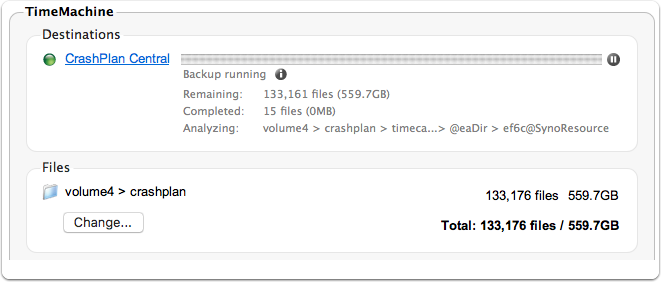 TimeMachine
Destinations
CrashPlan Central
Backup running
Remaining: 133,161 files (559.7GB)
Completed: 15 files (0MB)
Analyzing: volume4 > crashplan > timeca...> @eaDir > ef6c@SynoResource
Files
volume4 > crashplan 133,176 files 559.7GB
Change... Total: 133,176 files / 559.7GB